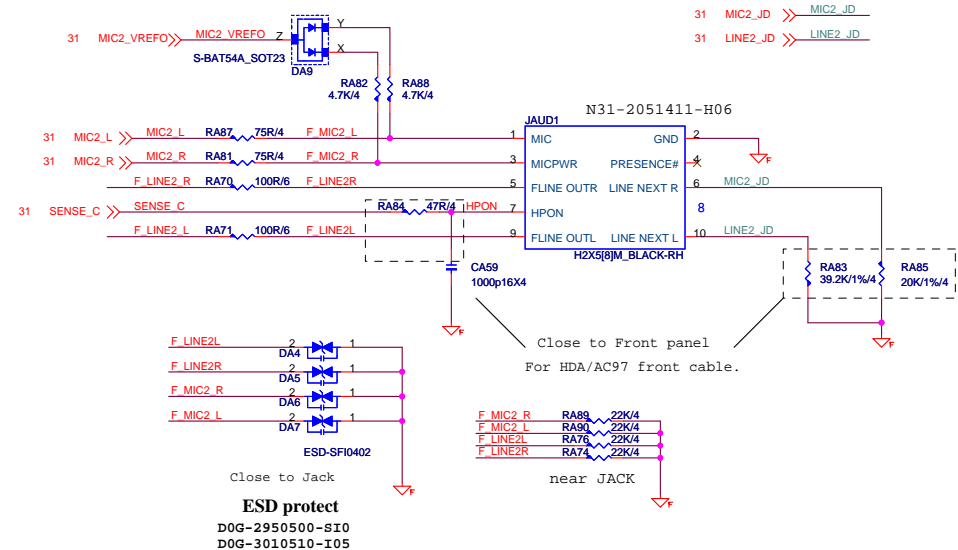 31 MIC2_VREFO MIC2_VREFO Z Y X
S-BAT54A_SOT23
DA9
31 MIC2_JD MIC2_JD
31 LINE2_JD LINE2_JD
RA82 4.7K/4
RA88 4.7K/4
N31-2051411-H06
JAUD1
31 MIC2_L MIC2_L RA87 75R/4 F_MIC2_L 1 MIC GND 2 F
31 MIC2_R MIC2_R RA81 75R/4 F_MIC2_R 3 MICPWR PRESENCE# 4
F_LINE2_R RA70 100R/6 F_LINE2R 5 FLINE OUTR LINE NEXT R 6 MIC2_JD
31 SENSE_C SENSE_C RA84 47R/4 HPON 7 HPON 8
F_LINE2_L RA71 100R/6 F_LINE2L 9 FLINE OUTL LINE NEXT L 10 LINE2_JD
H2X5[8]M_BLACK-RH
CA59
1000p16X4
F
RA83
39.2K/1%/4
RA85
20K/1%/4
F
Close to Front panel
For HDA/AC97 front cable.
F_LINE2L 2 1
DA4
F_LINE2R 2 1
DA5
F_MIC2_R 2 1
DA6
F_MIC2_L 2 1
DA7
ESD-SFI0402
F
Close to Jack
ESD protect
D0G-2950500-SI0
D0G-3010510-I05
F_MIC2_R RA89 22K/4
F_MIC2_L RA90 22K/4
F_LINE2L RA76 22K/4
F_LINE2R RA74 22K/4
near JACK
F